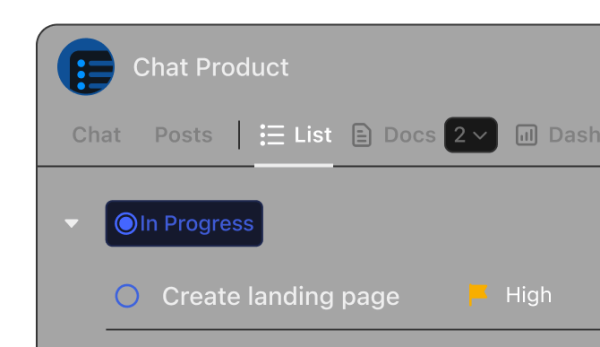 Chat Product
Chat Posts List Docs 2 Dash
In Progress
Create landing page High